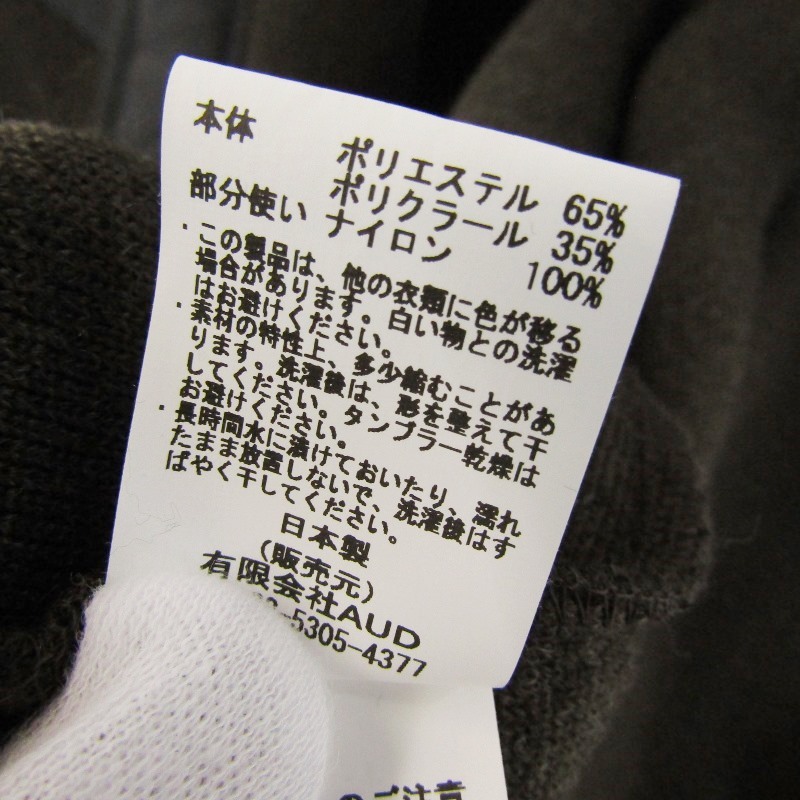 本体 ポリエステル 65%
ポリクラール 35%
部分使い ナイロン 100%
・この製品は、他の衣類に色が移る
場合があります。白い物との洗濯
はお避けください。
・素材の特性上、多少縮むことがあ
ります。洗濯後は、形を整えて干
してください。タンブラー乾燥は
お避けください。
・長時間水に漬けておいたり、濡れ
たまま放置しないで、洗濯後はす
ばやく干してください。
日本製
(販売元)
有限会社AUD
-5305-4377
のご注意